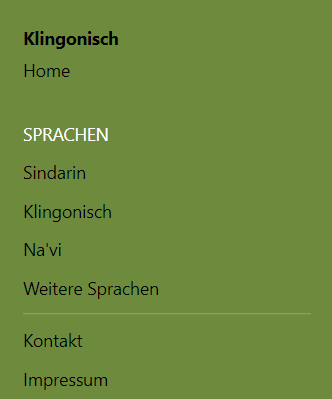 Klingonisch
Home
SPRACHEN
Sindarin
Klingonisch
Na'vi
Weitere Sprachen
Kontakt
Impressum